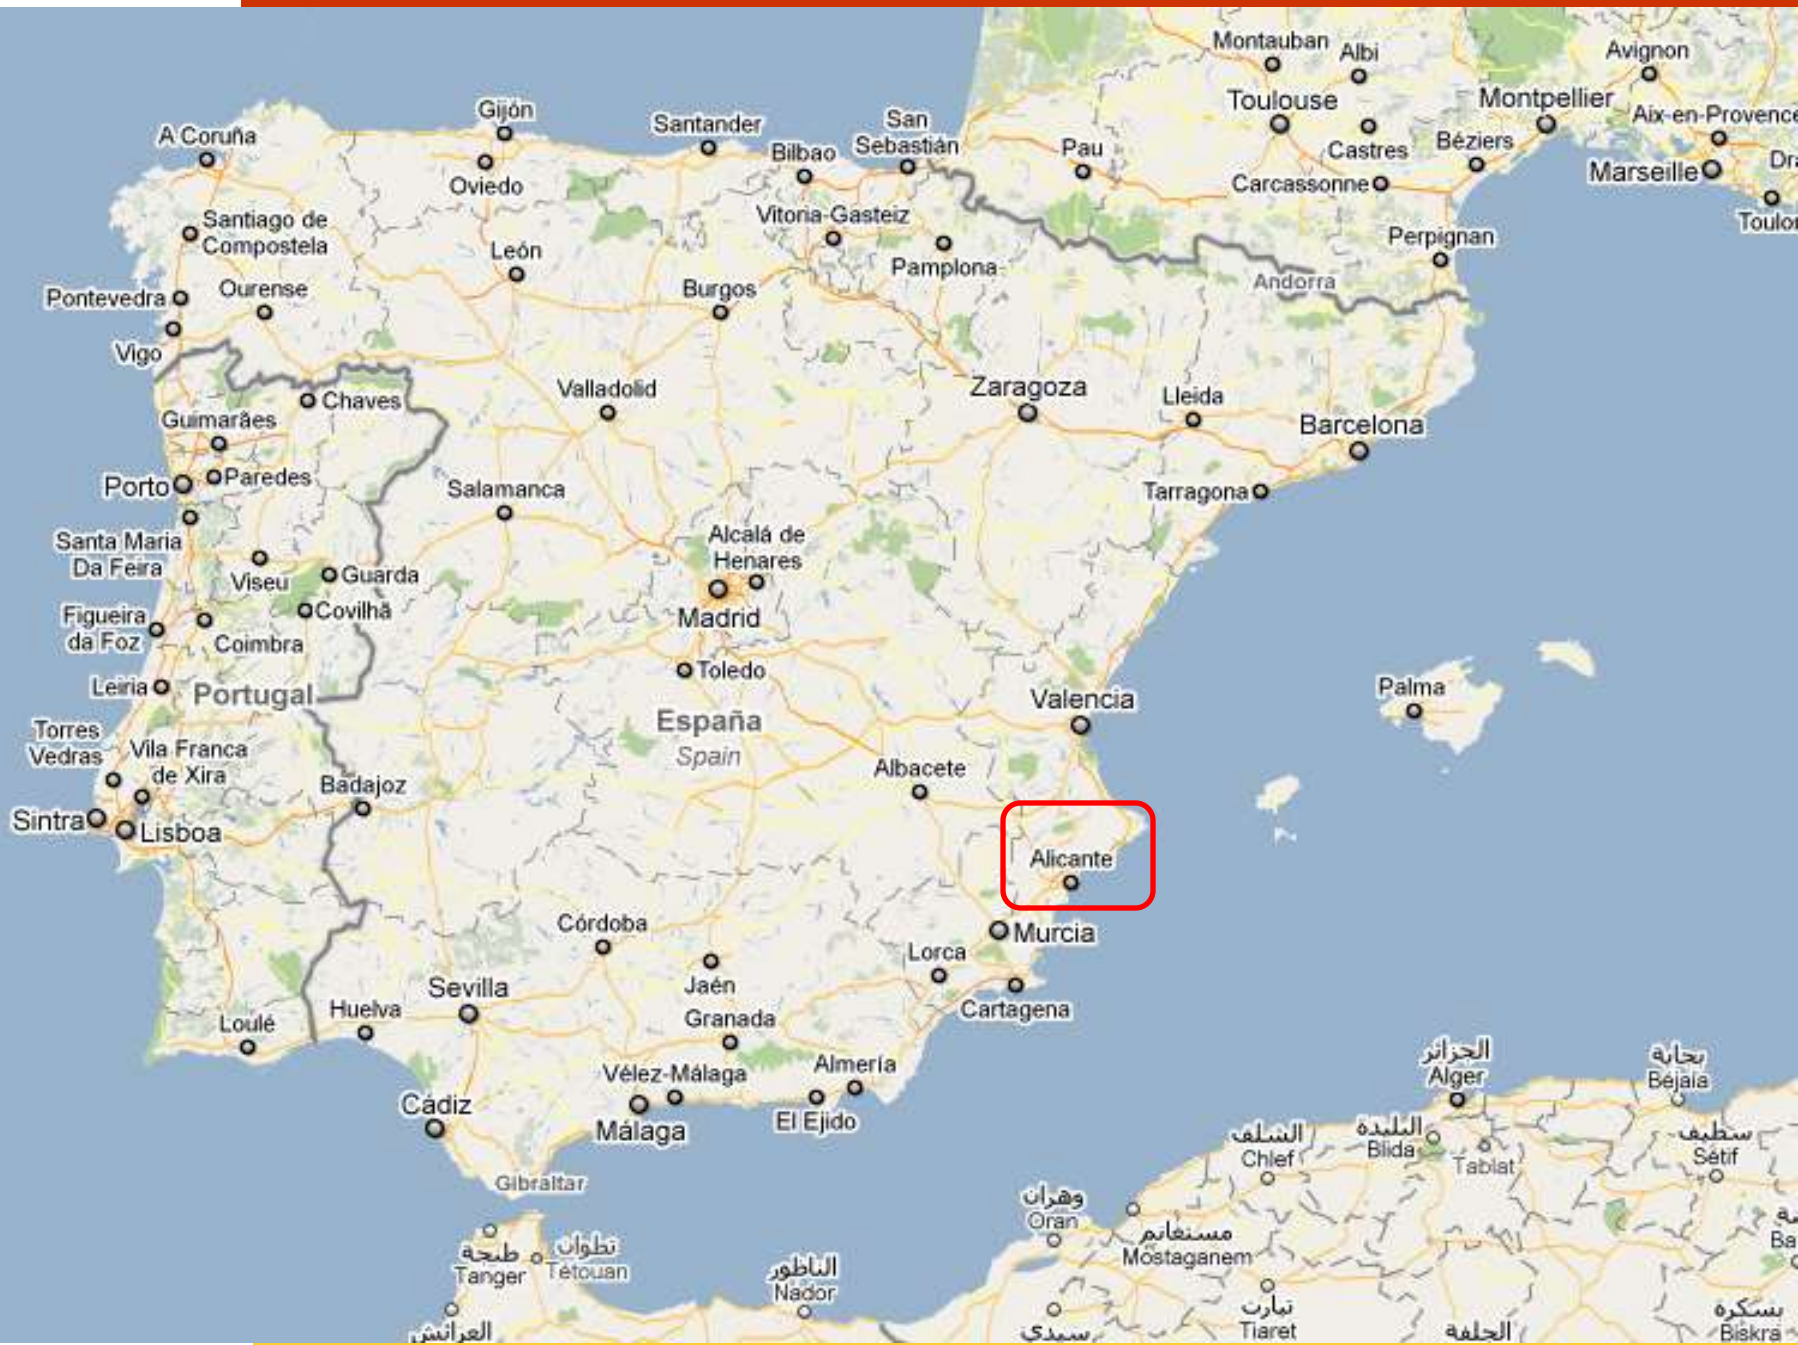 Montauban
Albi
Avignon
Toulouse
Montpellier
Aix-en-Provence
Gijón
Santander
San
Sebastián
A Coruña
Bilbao
Pau
Castres
Béziers
Marseille
Oviedo
Carcassonne
Santiago de
Compostela
Vitoria-Gasteiz
Perpignan
León
Pamplona
Andorra
Pontevedra
Ourense
Burgos
Vigo
Valladolid
Zaragoza
Lleida
Chaves
Guimarães
Barcelona
Paredes
Porto
Salamanca
Tarragona
Santa Maria
Da Feira
Alcalá de
Henares
Viseu
Guarda
Madrid
Figueira
da Foz
Covilhã
Coimbra
Toledo
Leiria
Portugal
Palma
Valencia
España
Spain
Torres
Vedras
Vila Franca
de Xira
Badajoz
Albacete
Sintra
Lisboa
Alicante
Córdoba
Murcia
Lorca
Jaén
Sevilla
Huelva
Cartagena
Granada
Loulé
Almería
Vélez-Málaga
الجزائر
Alger
بجاية
Béjaïa
Cádiz
El Ejido
Málaga
الشلف
Chlef
البليدة
Blida
Tablat
سطيف
Sétif
Gibraltar
وهران
Oran
مستغانم
Mostaganem
طنجة
Tanger
تطوان
Tétouan
الناظور
Nador
تيارت
Tiaret
بسكرة
Biskra
العرائش
سيدي
الجلفة